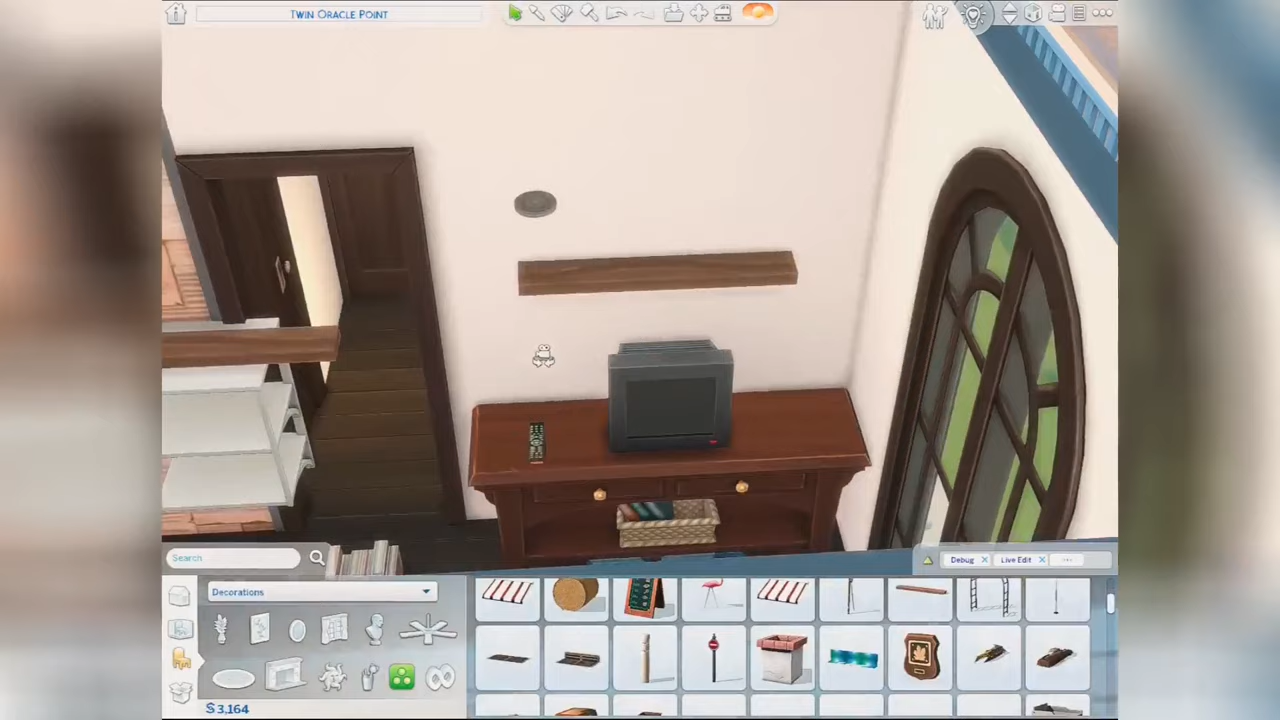 Twin Oracle Point
Search
Debug
Live Edit
Decorations
§3,164